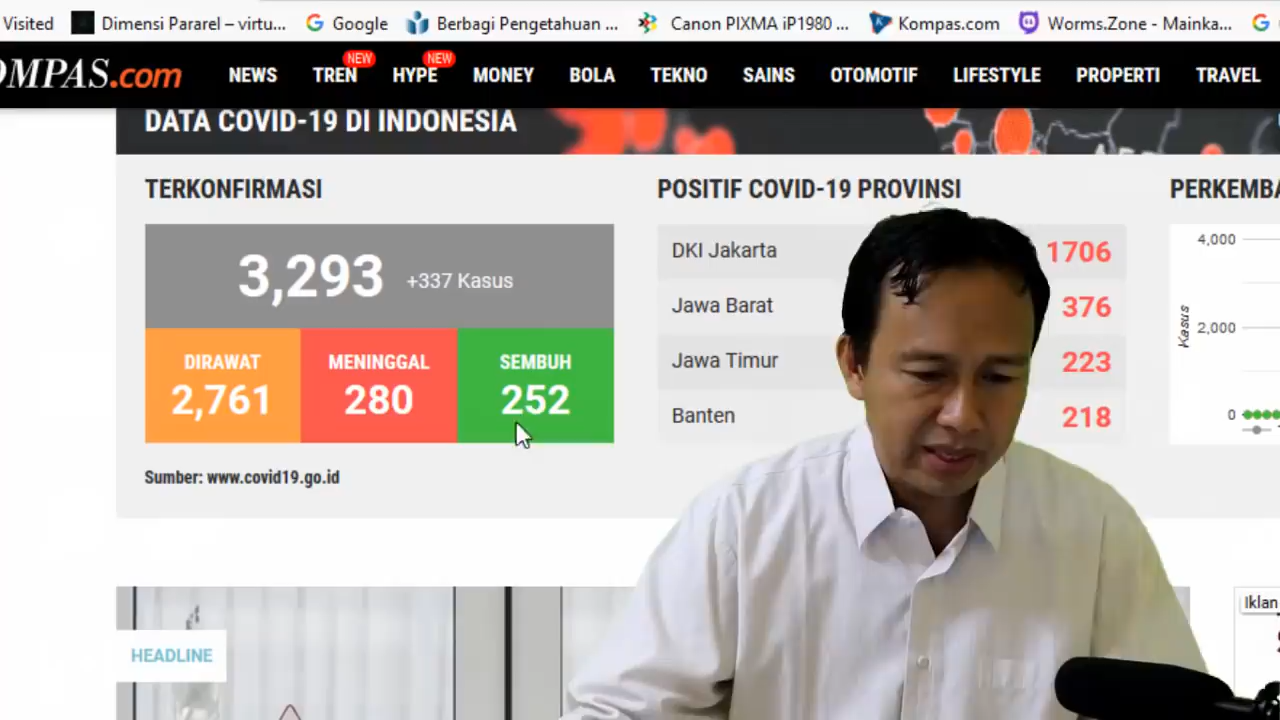 Visited Dimensi Pararel – virtu... Google Berbagi Pengetahuan ... Canon PIXMA iP1980 ... Kompas.com Worms.Zone - Mainka...
OMPAS.com NEWS TREN NEW HYPE NEW MONEY BOLA TEKNO SAINS OTOMOTIF LIFESTYLE PROPERTI TRAVEL
DATA COVID-19 DI INDONESIA
TERKONFIRMASI
3,293 +337 Kasus
DIRAWAT
2,761
MENINGGAL
280
SEMBUH
252
Sumber: www.covid19.go.id
POSITIF COVID-19 PROVINSI
DKI Jakarta 1706
Jawa Barat 376
Jawa Timur 223
Banten 218
PERKEMBA
4,000
Kasus
2,000
0
HEADLINE
Iklan